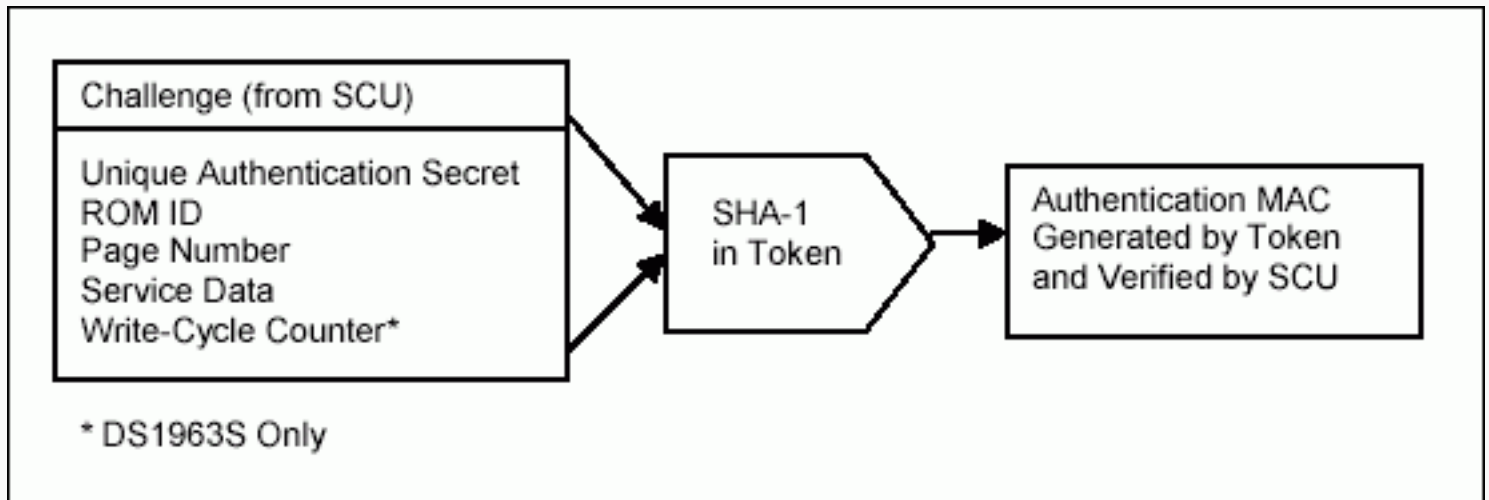 Challenge (from SCU)
Unique Authentication Secret
ROM ID
Page Number
Service Data
Write-Cycle Counter*
SHA-1
in Token
Authentication MAC
Generated by Token
and Verified by SCU
* DS1963S Only